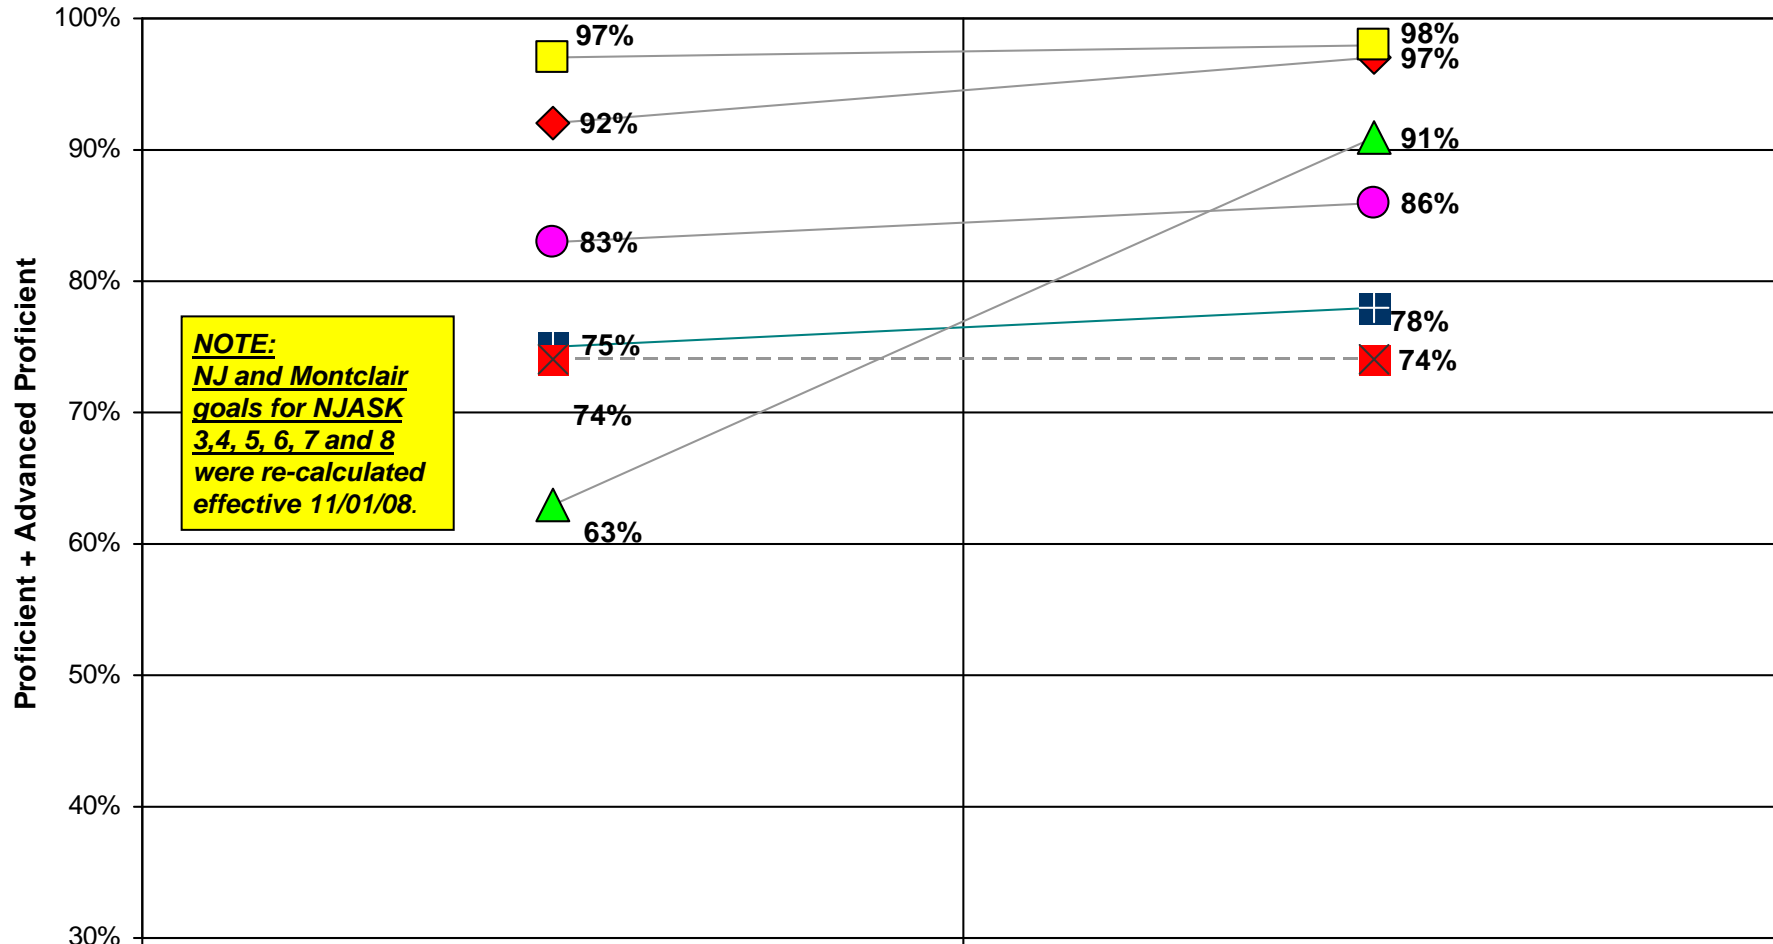 100%
97%
98%
97%
92%
90%
91%
86%
83%
80%
Proficient + Advanced Proficient
NOTE:
NJ and Montclair
goals for NJASK
3,4, 5, 6, 7 and 8
were re-calculated
effective 11/01/08.
75%
78%
74%
74%
70%
63%
60%
50%
40%
30%